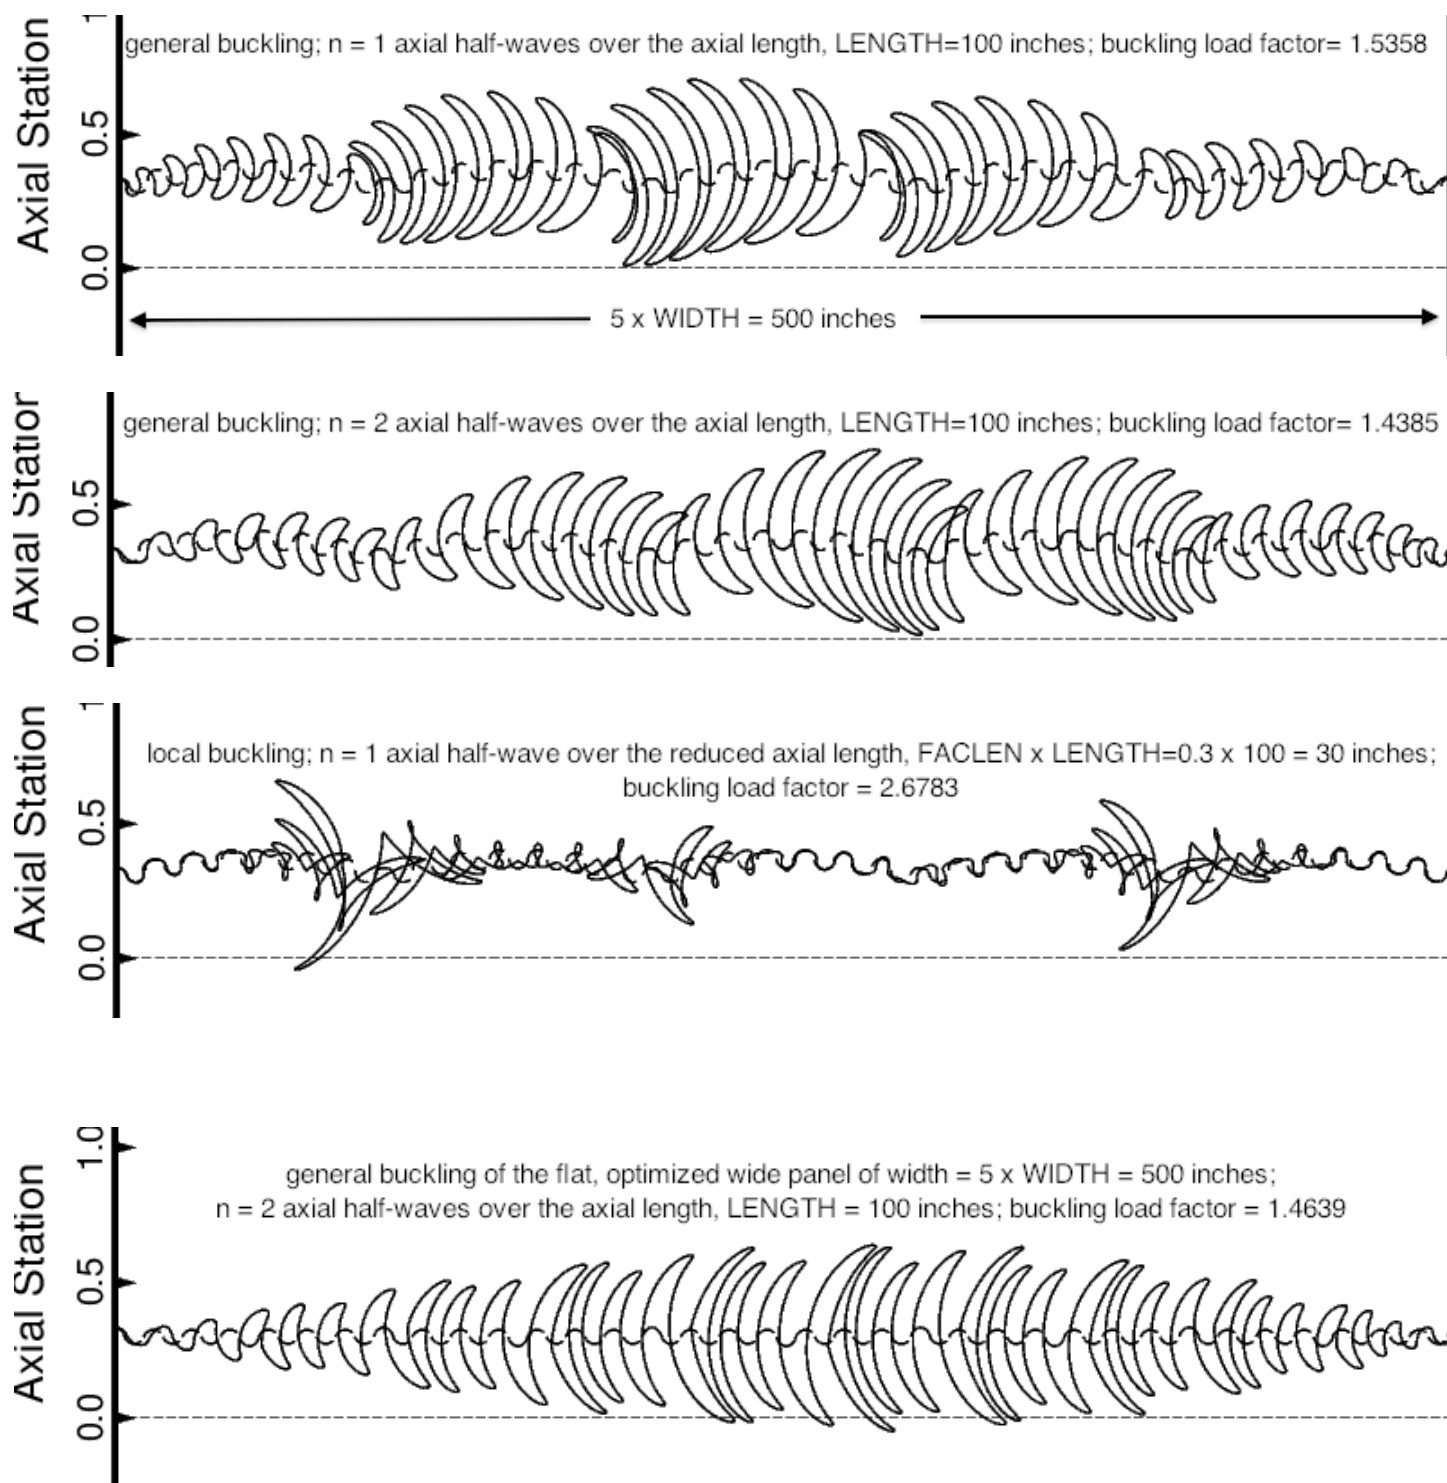 1
general buckling; n = 1 axial half-waves over the axial length, LENGTH=100 inches; buckling load factor= 1.5358
Axial Station
0.5
0.0
5 x WIDTH = 500 inches
general buckling; n = 2 axial half-waves over the axial length, LENGTH=100 inches; buckling load factor= 1.4385
Axial Station
0.5
0.0
local buckling; n = 1 axial half-wave over the reduced axial length, FACLEN x LENGTH=0.3 x 100 = 30 inches;
buckling load factor = 2.6783
Axial Station
0.5
0.0
1.0
general buckling of the flat, optimized wide panel of width = 5 x WIDTH = 500 inches;
n = 2 axial half-waves over the axial length, LENGTH = 100 inches; buckling load factor = 1.4639
Axial Station
0.5
0.0